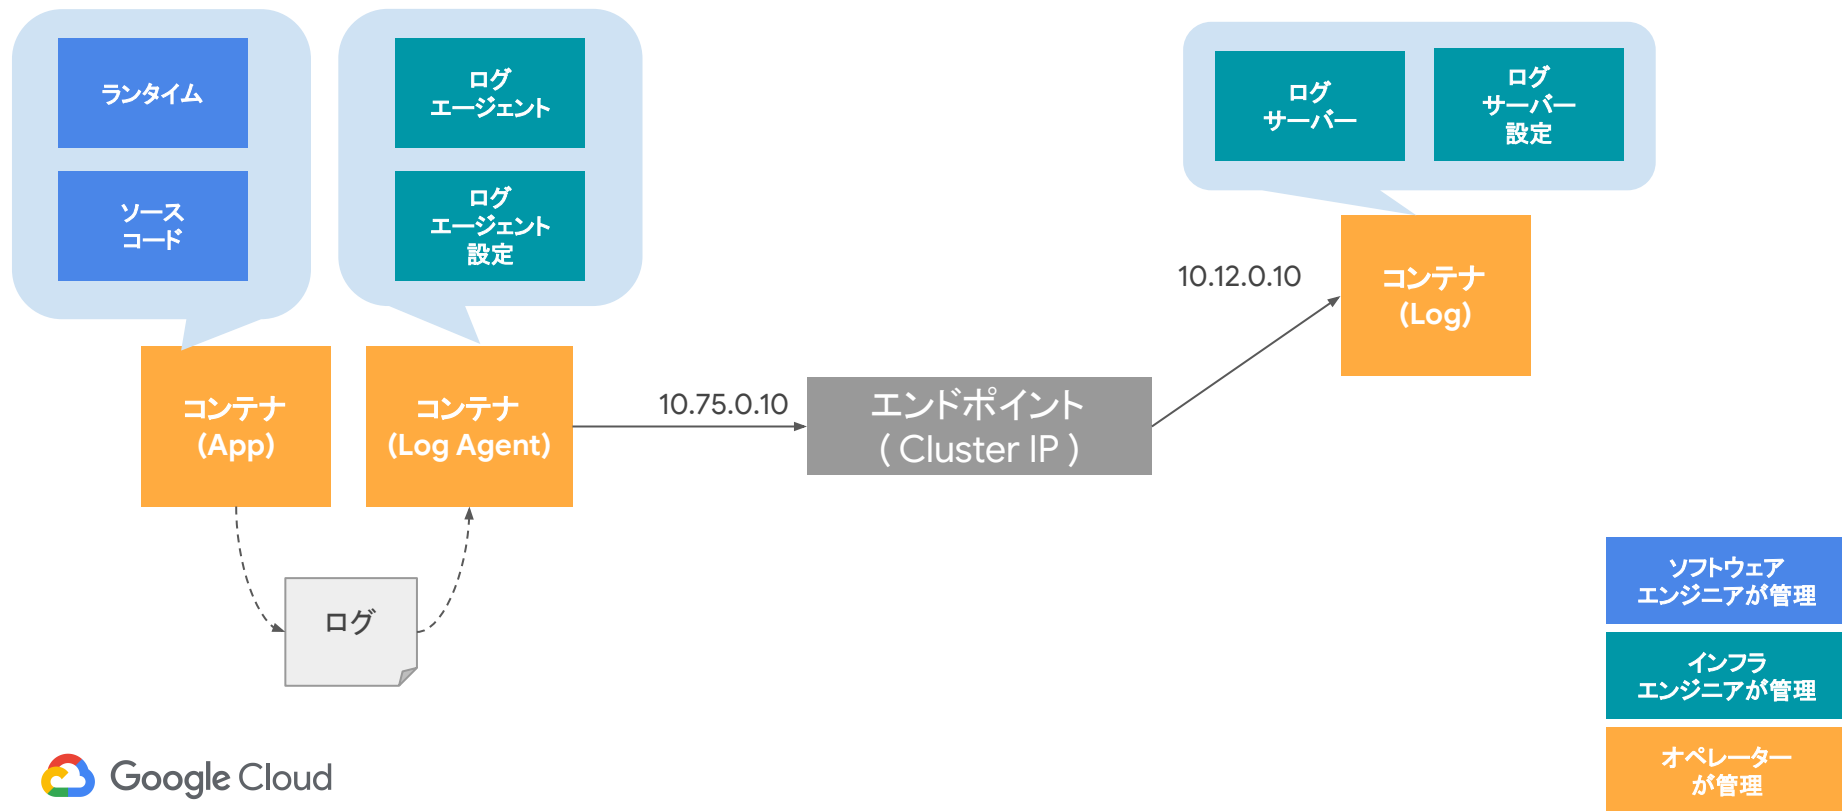 ランタイム
ソース
コード
ログ
エージェント
ログ
エージェント
設定
ログ
サーバー
ログ
サーバー
設定
コンテナ
(App)
コンテナ
(Log Agent)
10.75.0.10
エンドポイント
( Cluster IP )
10.12.0.10
コンテナ
(Log)
ログ
ソフトウェア
エンジニアが管理
インフラ
エンジニアが管理
オペレーター
が管理
Google Cloud